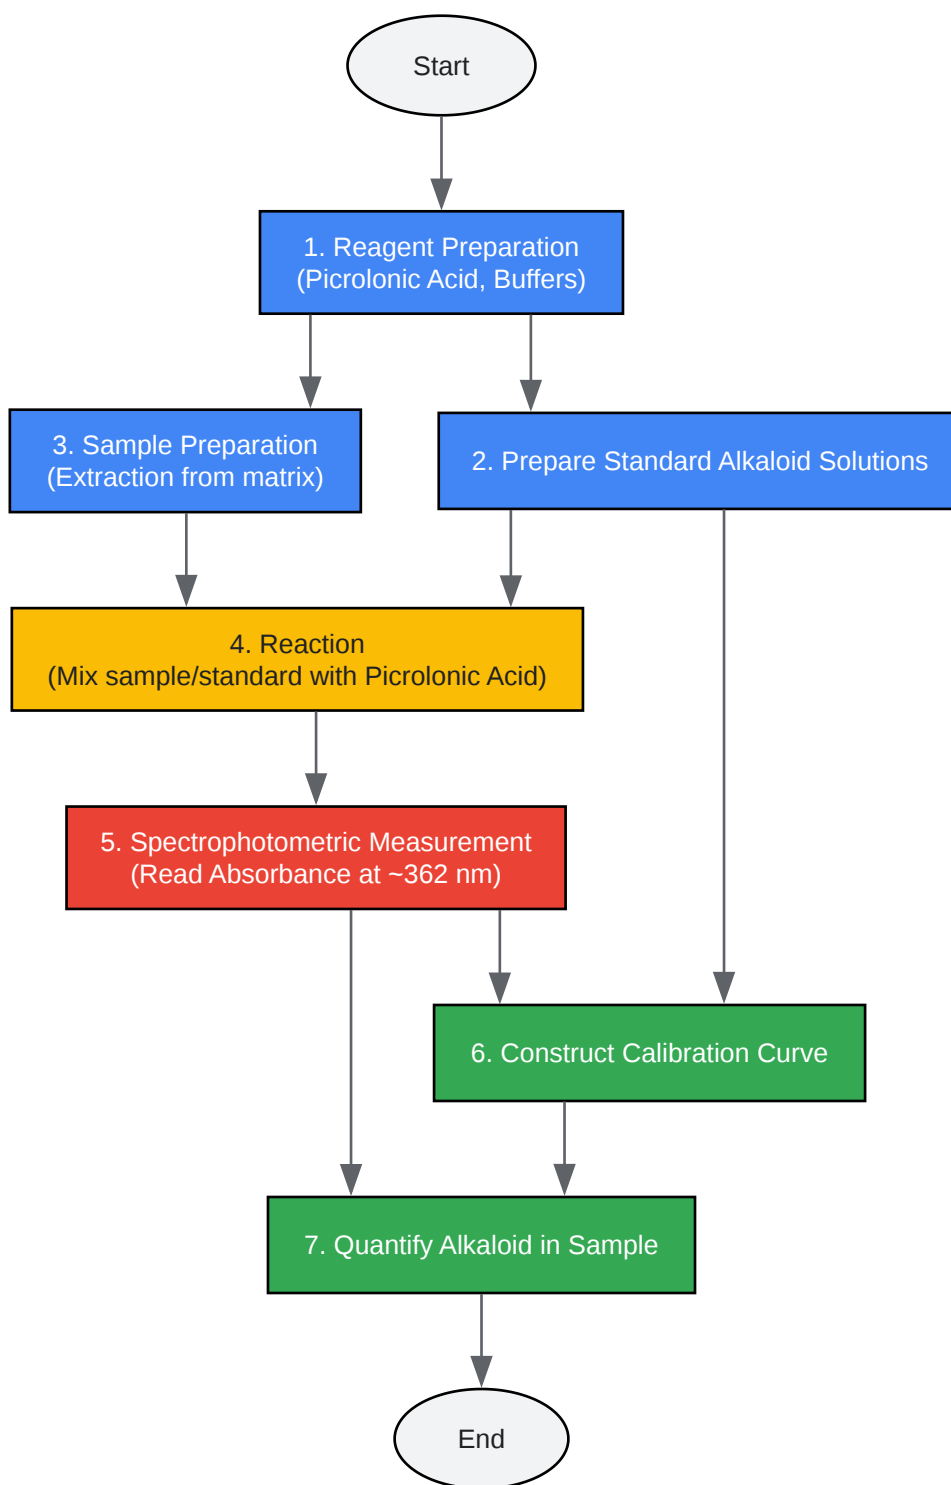 Start
1. Reagent Preparation
(Picrolonic Acid, Buffers)
3. Sample Preparation
(Extraction from matrix)
2. Prepare Standard Alkaloid Solutions
4. Reaction
(Mix sample/standard with Picrolonic Acid)
5. Spectrophotometric Measurement
(Read Absorbance at ~362 nm)
6. Construct Calibration Curve
7. Quantify Alkaloid in Sample
End